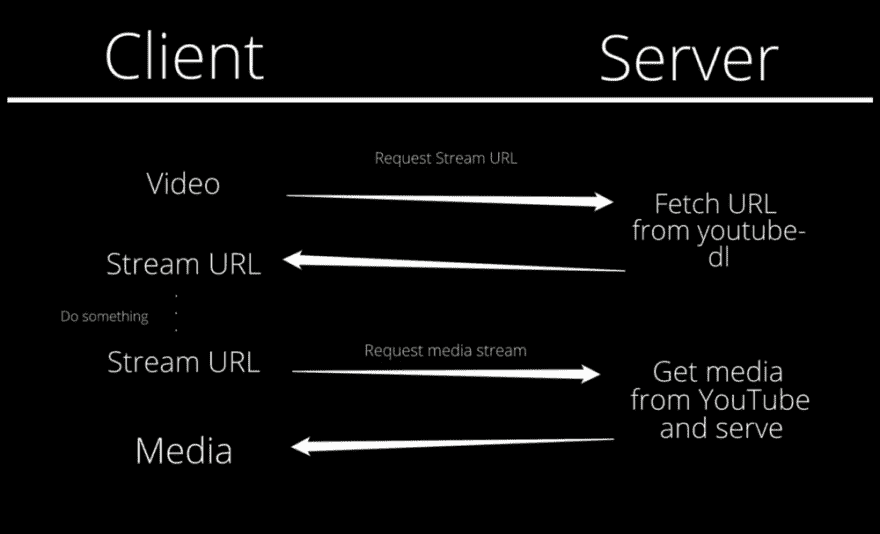 Client
Server
Request Stream URL
Video
Fetch URL
from youtube-
dl
Stream URL
Do something
Request media stream
Stream URL
Get media
from YouTube
and serve
Media